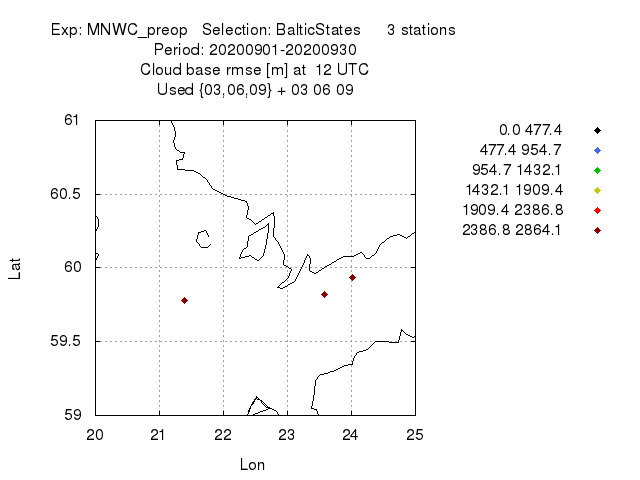 Exp: MNWC_preop   Selection: BalticStates      3 stations
Period: 20200901-20200930
Cloud base rmse [m] at  12 UTC
Used {03,06,09} + 03 06 09
0.0 477.4
477.4 954.7
954.7 1432.1
1432.1 1909.4
1909.4 2386.8
2386.8 2864.1
61
60.5
60
59.5
59
Lat
20 21 22 23 24 25
Lon